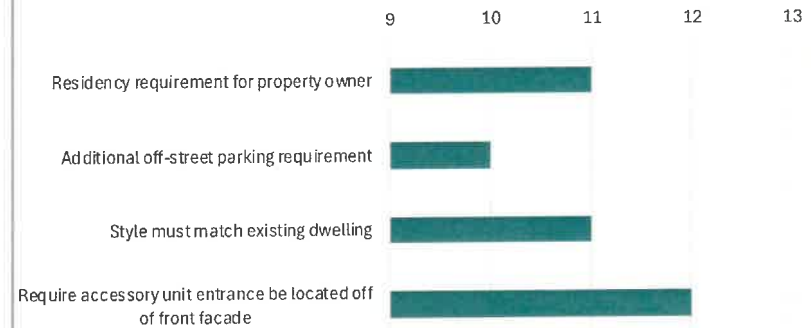 9 10 11 12 13
Residency requirement for property owner
Additional off-street parking requirement
Style must match existing dwelling
Require accessory unit entrance be located off
of front facade